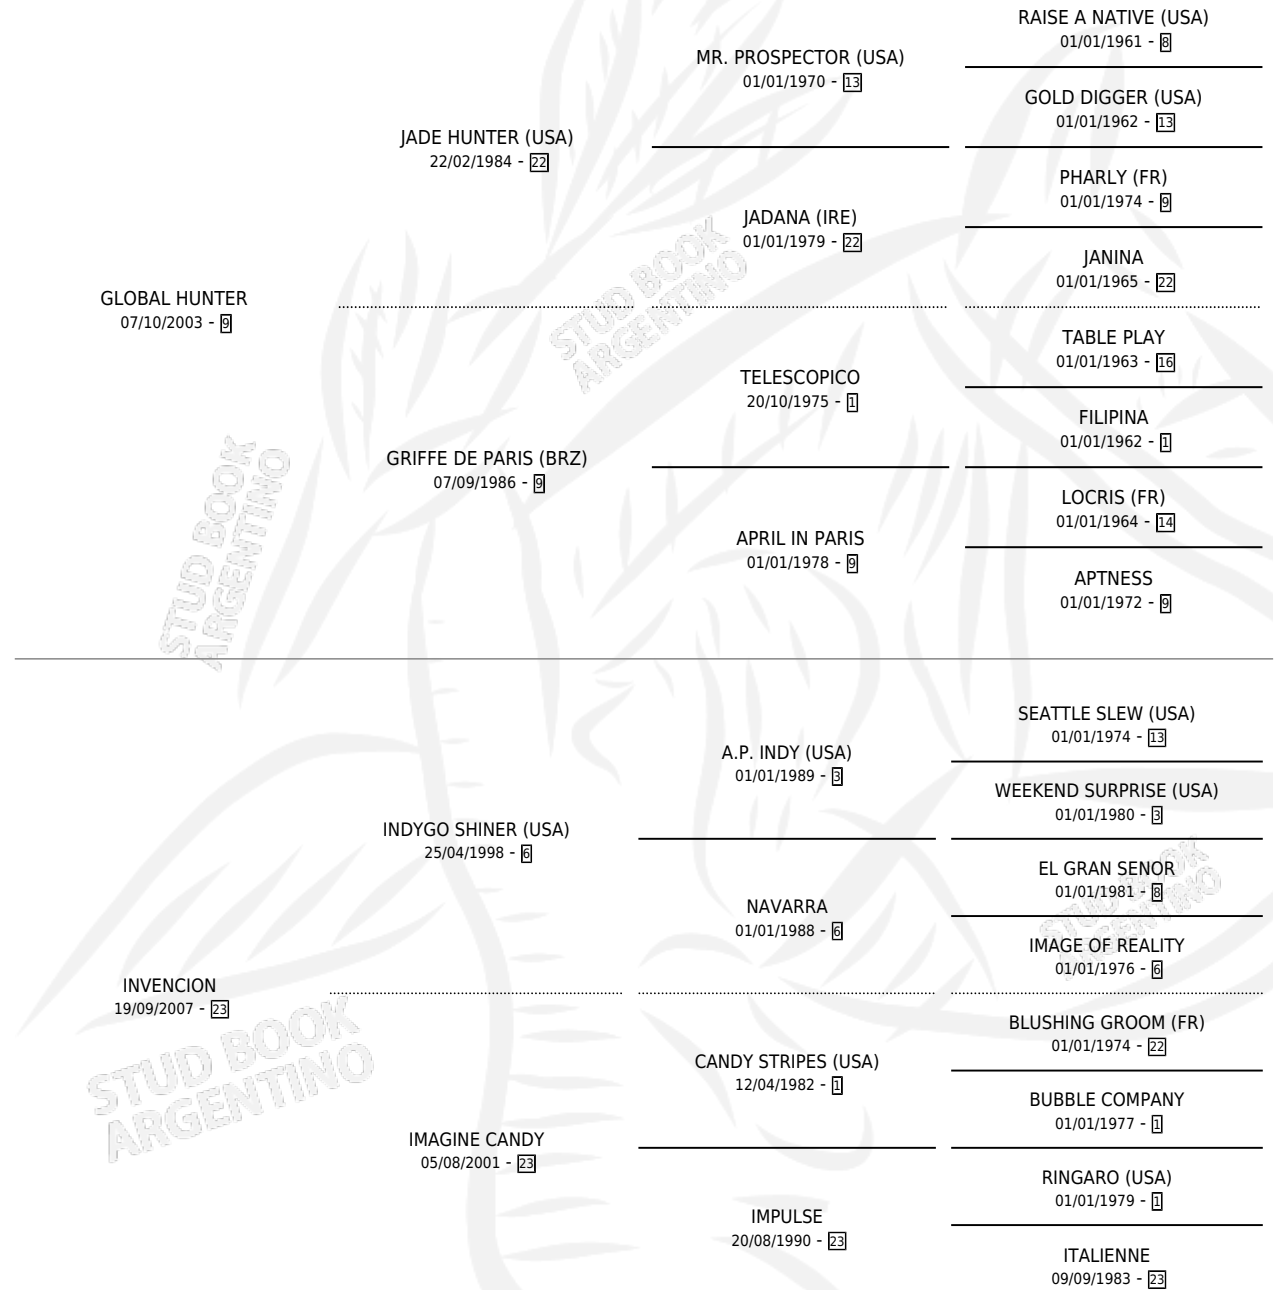 RAISE A NATIVE (USA)
01/01/1961 - 8
MR. PROSPECTOR (USA)
01/01/1970 - 13
GOLD DIGGER (USA)
01/01/1962 - 13
JADE HUNTER (USA)
22/02/1984 - 22
PHARLY (FR)
01/01/1974 - 9
JADANA (IRE)
01/01/1979 - 22
JANINA
01/01/1965 - 22
GLOBAL HUNTER
07/10/2003 - 9
TABLE PLAY
01/01/1963 - 16
TELESCOPICO
20/10/1975 - 1
FILIPINA
01/01/1962 - 1
GRIFFE DE PARIS (BRZ)
07/09/1986 - 9
LOCRIS (FR)
01/01/1964 - 14
APRIL IN PARIS
01/01/1978 - 9
APTNESS
01/01/1972 - 9
SEATTLE SLEW (USA)
01/01/1974 - 13
A.P. INDY (USA)
01/01/1989 - 3
WEEKEND SURPRISE (USA)
01/01/1980 - 3
INDYGO SHINER (USA)
25/04/1998 - 6
EL GRAN SENOR
01/01/1981 - 8
NAVARRA
01/01/1988 - 6
IMAGE OF REALITY
01/01/1976 - 6
INVENCION
19/09/2007 - 23
BLUSHING GROOM (FR)
01/01/1974 - 22
CANDY STRIPES (USA)
12/04/1982 - 1
BUBBLE COMPANY
01/01/1977 - 1
IMAGINE CANDY
05/08/2001 - 23
RINGARO (USA)
01/01/1979 - 1
IMPULSE
20/08/1990 - 23
ITALIENNE
09/09/1983 - 23
STUD BOOK
ARGENTINO
STUD BOOK
ARGENTINO
STUD BOOK
ARGENTINO
STUD BOOK
ARGENTINO